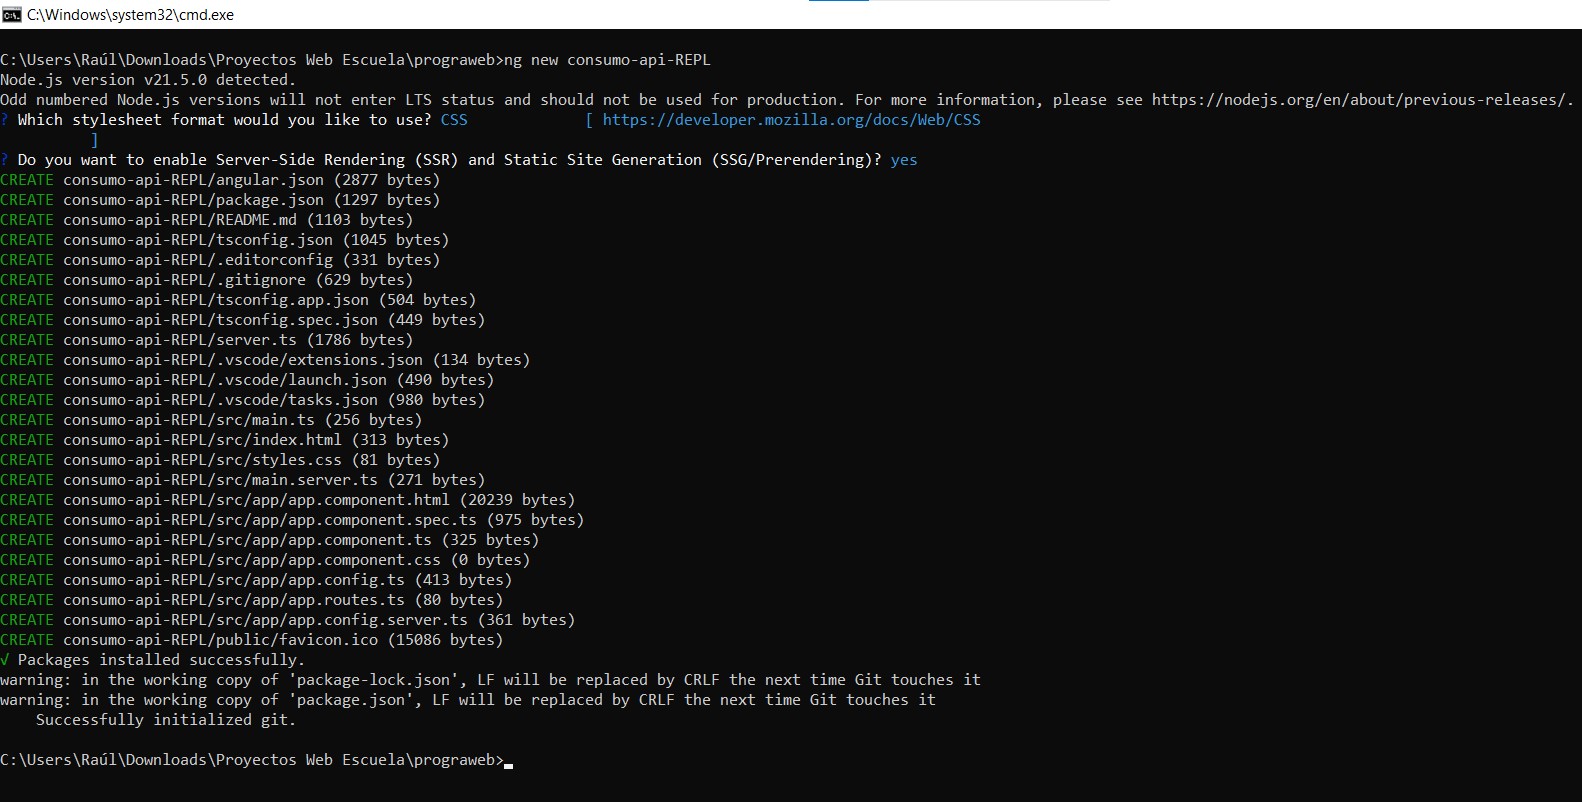 C:\Windows\system32\cmd.exe
C:\Users\Raúl\Downloads\Proyectos Web Escuela\prograweb>ng new consumo-api-REPL
Node.js version v21.5.0 detected.
Odd numbered Node.js versions will not enter LTS status and should not be used for production. For more information, please see https://nodejs.org/en/about/previous-releases/.
? Which stylesheet format would you like to use? CSS             [ https://developer.mozilla.org/docs/Web/CSS
          ]
? Do you want to enable Server-Side Rendering (SSR) and Static Site Generation (SSG/Prerendering)? yes
CREATE consumo-api-REPL/angular.json (2877 bytes)
CREATE consumo-api-REPL/package.json (1297 bytes)
CREATE consumo-api-REPL/README.md (1103 bytes)
CREATE consumo-api-REPL/tsconfig.json (1045 bytes)
CREATE consumo-api-REPL/.editorconfig (331 bytes)
CREATE consumo-api-REPL/.gitignore (629 bytes)
CREATE consumo-api-REPL/tsconfig.app.json (504 bytes)
CREATE consumo-api-REPL/tsconfig.spec.json (449 bytes)
CREATE consumo-api-REPL/server.ts (1786 bytes)
CREATE consumo-api-REPL/.vscode/extensions.json (134 bytes)
CREATE consumo-api-REPL/.vscode/launch.json (490 bytes)
CREATE consumo-api-REPL/.vscode/tasks.json (980 bytes)
CREATE consumo-api-REPL/src/main.ts (256 bytes)
CREATE consumo-api-REPL/src/index.html (313 bytes)
CREATE consumo-api-REPL/src/styles.css (81 bytes)
CREATE consumo-api-REPL/src/main.server.ts (271 bytes)
CREATE consumo-api-REPL/src/app/app.component.html (20239 bytes)
CREATE consumo-api-REPL/src/app/app.component.spec.ts (975 bytes)
CREATE consumo-api-REPL/src/app/app.component.ts (325 bytes)
CREATE consumo-api-REPL/src/app/app.component.css (0 bytes)
CREATE consumo-api-REPL/src/app/app.config.ts (413 bytes)
CREATE consumo-api-REPL/src/app/app.routes.ts (80 bytes)
CREATE consumo-api-REPL/src/app/app.config.server.ts (361 bytes)
CREATE consumo-api-REPL/public/favicon.ico (15086 bytes)
√ Packages installed successfully.
warning: in the working copy of 'package-lock.json', LF will be replaced by CRLF the next time Git touches it
warning: in the working copy of 'package.json', LF will be replaced by CRLF the next time Git touches it
    Successfully initialized git.
C:\Users\Raúl\Downloads\Proyectos Web Escuela\prograweb>